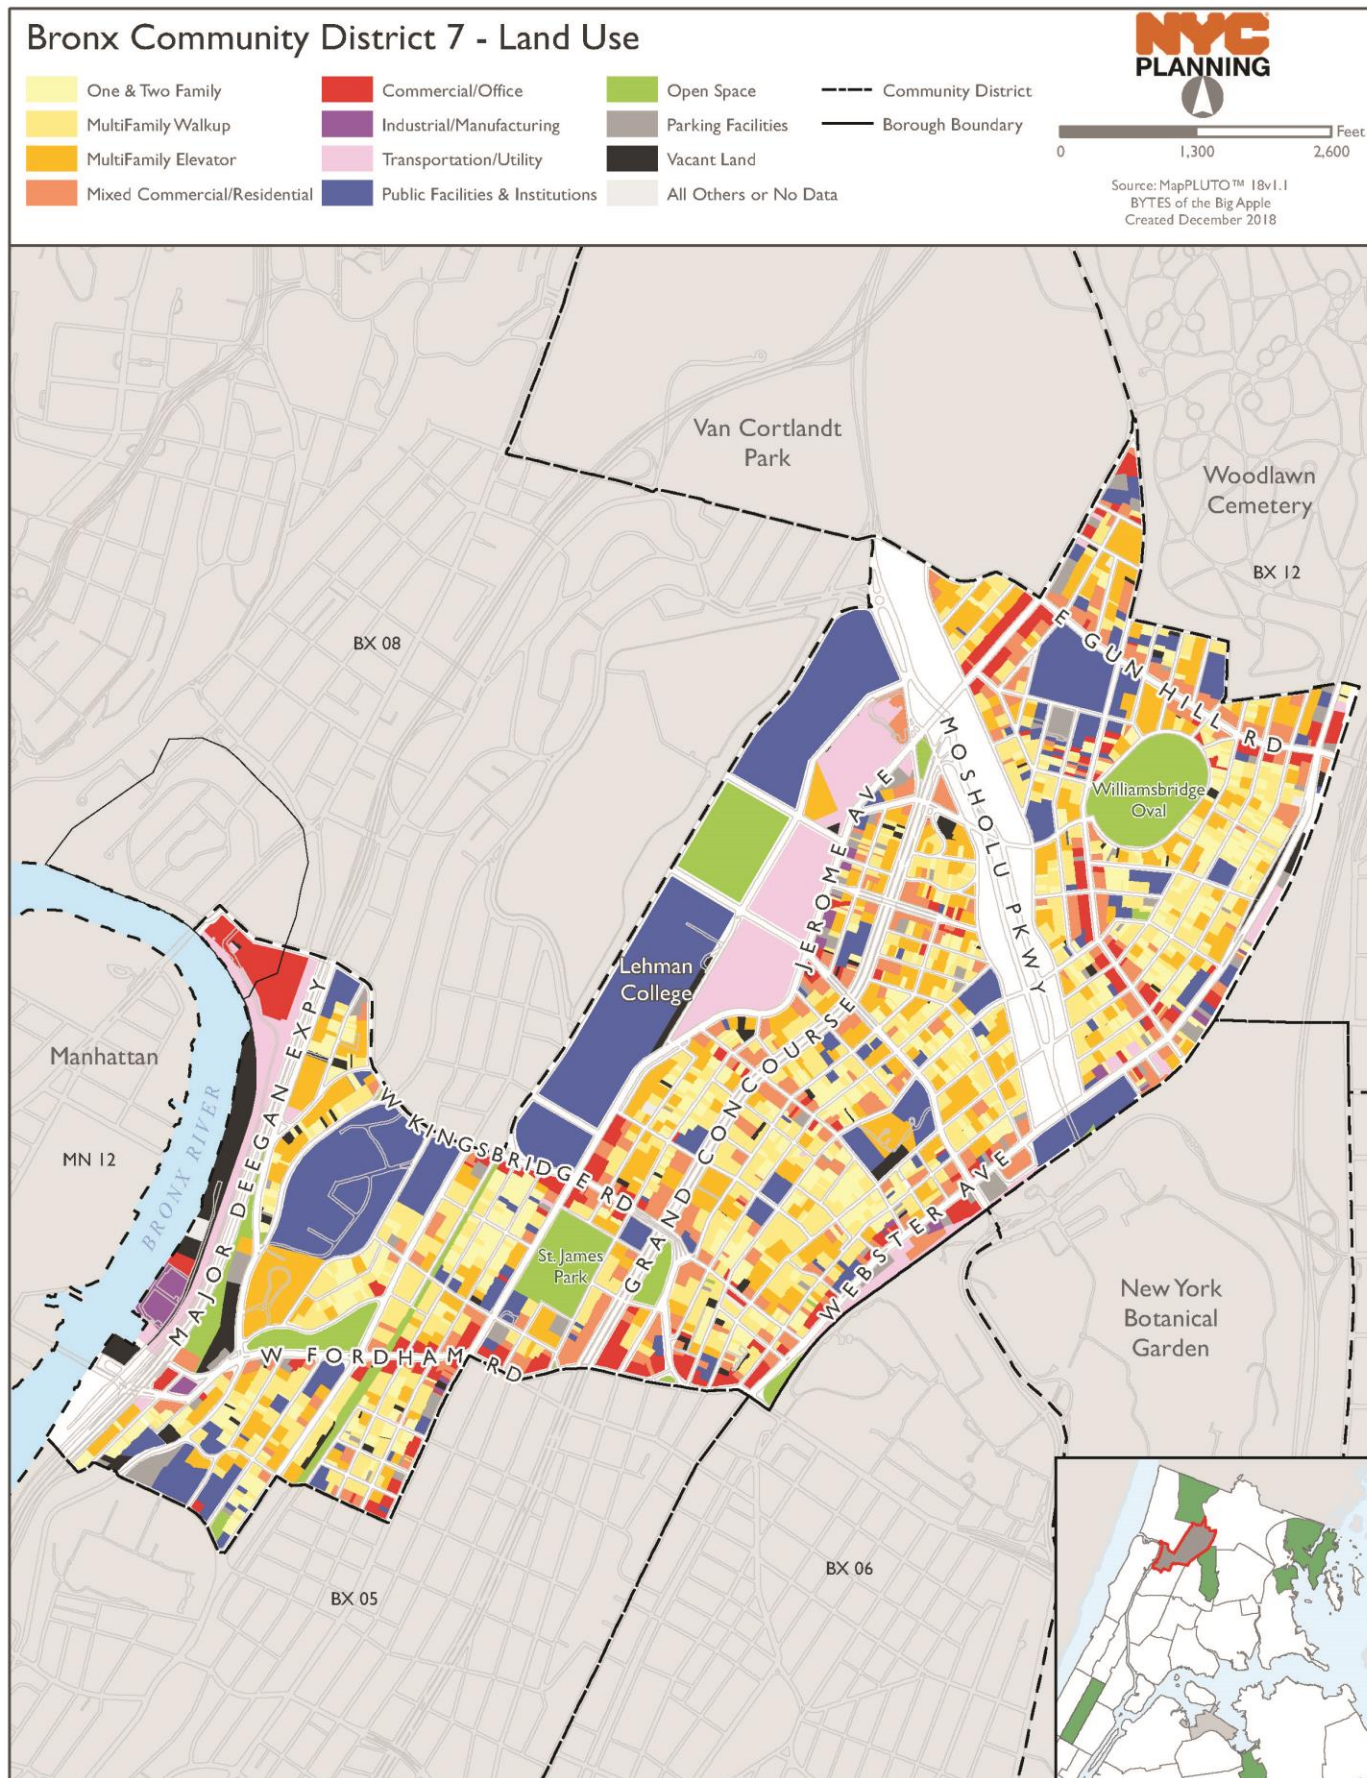 Bronx Community District 7 - Land Use
One & Two Family
MultiFamily Walkup
MultiFamily Elevator
Mixed Commercial/Residential
Commercial/Office
Industrial/Manufacturing
Transportation/Utility
Public Facilities & Institutions
Open Space
Parking Facilities
Vacant Land
All Others or No Data
Community District
Borough Boundary
NYC
PLANNING
Feet
0 1,300 2,600
Source: MapPLUTO™ 18v1.1
BYTES of the Big Apple
Created December 2018
Van Cortlandt
Park
Woodlawn
Cemetery
BX 12
BX 08
E GUN HILL RD
MOSHOLU PKWY
Williamsbridge
Oval
JEROME AVE
Lehman
College
Manhattan
MN 12
BRONX RIVER
MAJOR DEEGAN EXPY
W KINGSBRIDGE RD
GRAND CONCOURSE
WEBSTER AVE
St. James
Park
W FORDHAM RD
New York
Botanical
Garden
BX 06
BX 05